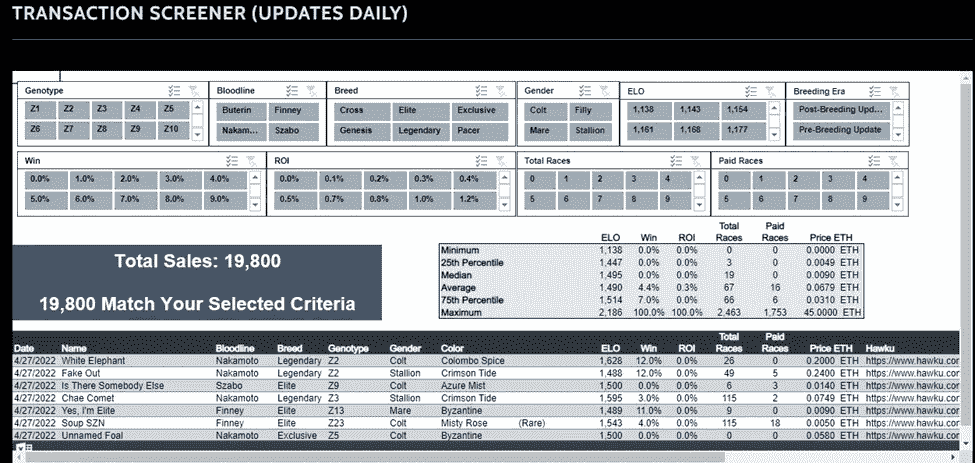 TRANSACTION SCREENER (UPDATES DAILY)
Genotype Bloodline Breed Gender ELO Breeding Era
Z1 Z2 Z3 Z4 Z5 Buterin Finney Cross Elite Exclusive Colt Filly 1,138 1,143 1,154 Post-Breeding Upd...
Z6 Z7 Z8 Z9 Z10 Nakam... Szabo Genesis Legendary Pacer Mare Stallion 1,161 1,168 1,177 Pre-Breeding Update
Win ROI Total Races Paid Races
0.0% 1.0% 2.0% 3.0% 4.0% 0.0% 0.1% 0.2% 0.3% 0.4% 0 1 2 3 4 0 1 2 3 4
5.0% 6.0% 7.0% 8.0% 9.0% 0.5% 0.7% 0.8% 1.0% 1.2% 5 6 7 8 9 5 6 7 8 9
Total Sales: 19,800
19,800 Match Your Selected Criteria
Total Paid
ELO Win ROI Races Races Price ETH
Minimum 1,138 0.0% 0.0% 0 0 0.0000 ETH
25th Percentile 1,447 0.0% 0.0% 3 0 0.0049 ETH
Median 1,495 0.0% 0.0% 19 0 0.0090 ETH
Average 1,490 4.4% 0.3% 67 16 0.0679 ETH
75th Percentile 1,514 7.0% 0.0% 66 6 0.0310 ETH
Maximum 2,186 100.0% 100.0% 2,463 1,753 45.0000 ETH
Total Paid
Date Name Bloodline Breed Genotype Gender Color ELO Win ROI Races Races Price ETH Hawku
4/27/2022 White Elephant Nakamoto Legendary Z2 Colt Colombo Spice 1,628 12.0% 0.0% 26 0 0.2000 ETH https://www.hawku.cor
4/27/2022 Fake Out Nakamoto Legendary Z2 Stallion Crimson Tide 1,488 12.0% 0.0% 49 5 0.2400 ETH https://www.hawku.cor
4/27/2022 Is There Somebody Else Szabo Elite Z9 Colt Azure Mist 1,500 0.0% 0.0% 6 3 0.0140 ETH https://www.hawku.cor
4/27/2022 Chae Comet Nakamoto Legendary Z3 Stallion Crimson Tide 1,595 3.0% 0.0% 115 2 0.0749 ETH https://www.hawku.cor
4/27/2022 Yes, I'm Elite Finney Elite Z13 Mare Byzantine 1,489 11.0% 0.0% 9 0 0.0090 ETH https://www.hawku.cor
4/27/2022 Soup SZN Finney Elite Z23 Colt Misty Rose (Rare) 1,543 4.0% 0.0% 115 18 0.0050 ETH https://www.hawku.cor
4/27/2022 Unnamed Foal Nakamoto Exclusive Z5 Colt Byzantine 1,500 0.0% 0.0% 0 0 0.0580 ETH https://www.hawku.cor